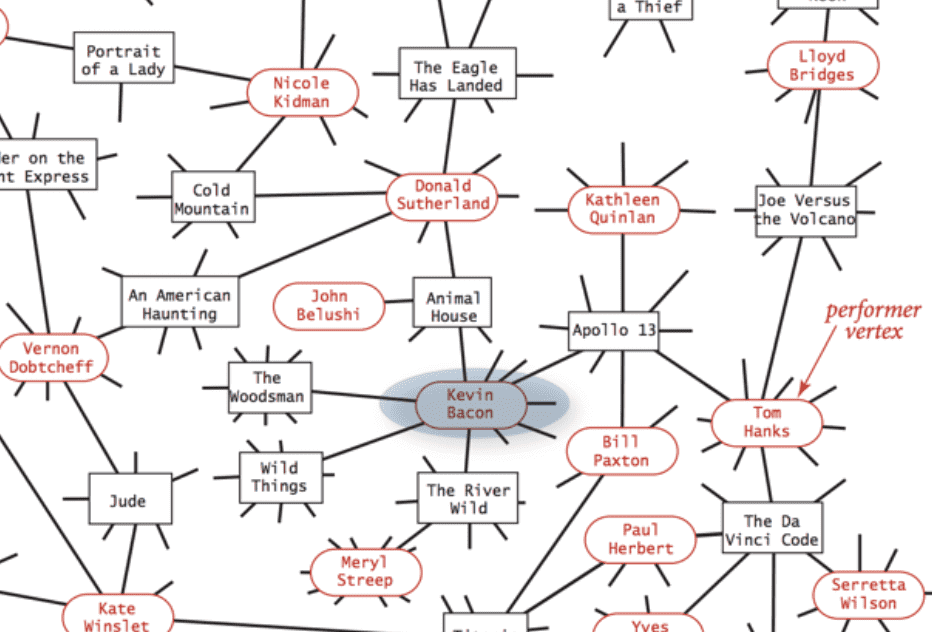 a Thief
Portrait
of a Lady
Nicole
Kidman
The Eagle
Has Landed
Lloyd
Bridges
er on the
nt Express
Cold
Mountain
Donald
Sutherland
Kathleen
Quinlan
Joe Versus
the Volcano
An American
Haunting
John
Belushi
Animal
House
Apollo 13
performer
vertex
Vernon
Dobtcheff
The
Woodsman
Kevin
Bacon
Tom
Hanks
Bill
Paxton
Wild
Things
Jude
The River
Wild
The Da
Vinci Code
Paul
Herbert
Meryl
Streep
Serretta
Wilson
Kate
Winslet
Yves